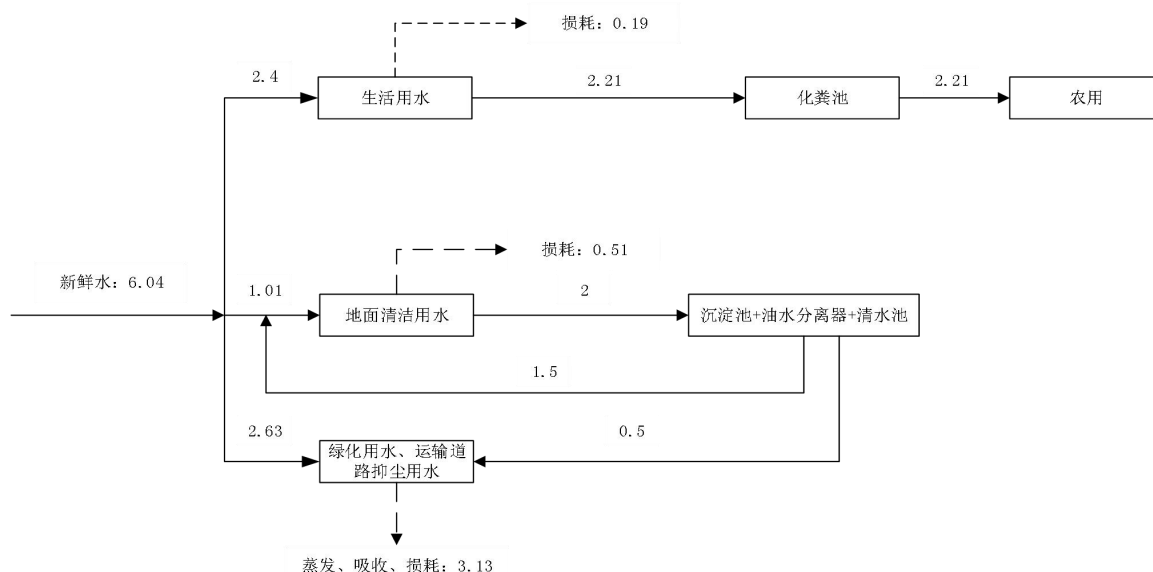 损耗：0.19
2.4
生活用水
2.21
化粪池
2.21
农用
损耗：0.51
新鲜水：6.04
1.01
地面清洁用水
2
沉淀池+油水分离器+清水池
1.5
2.63
0.5
绿化用水、运输道
路抑尘用水
蒸发、吸收、损耗：3.13